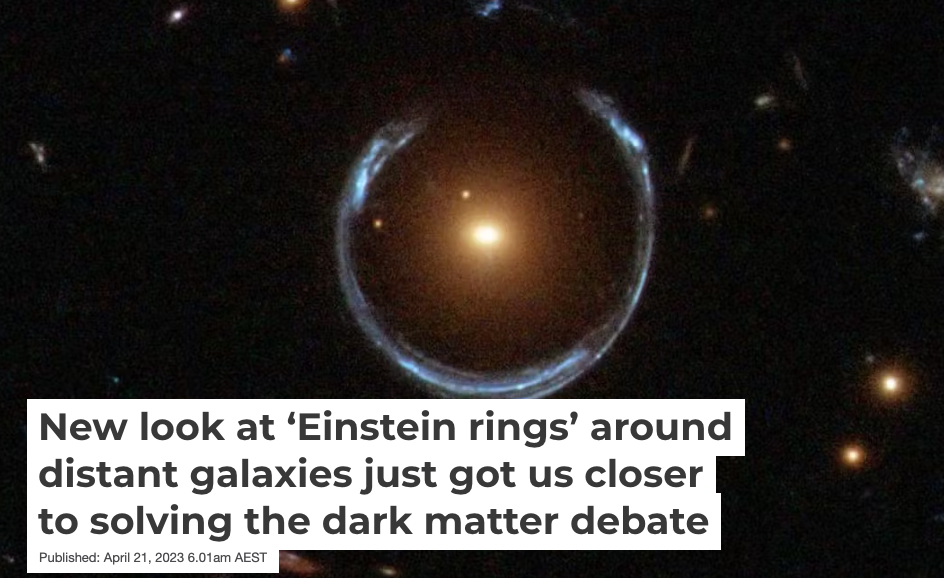 New look at ‘Einstein rings’ around
distant galaxies just got us closer
to solving the dark matter debate
Published: April 21, 2023 6.01am AEST